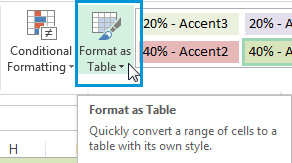 Conditional
Formatting
Format as
Table
20% - Accent3
20% - A
40% - Accent2
40% - A
Format as Table
Quickly convert a range of cells to a
table with its own style.
H